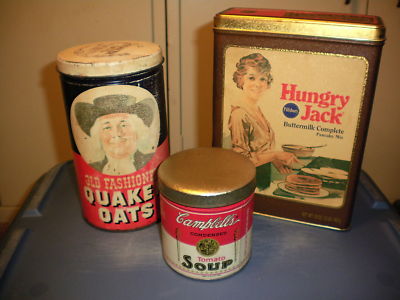 OLD FASHIONED
QUAKER
OATS
Campbell's
CONDENSED
Tomato
SOUP
Hungry
Jack
Pillsbury
Buttermilk Complete
Pancake Mix